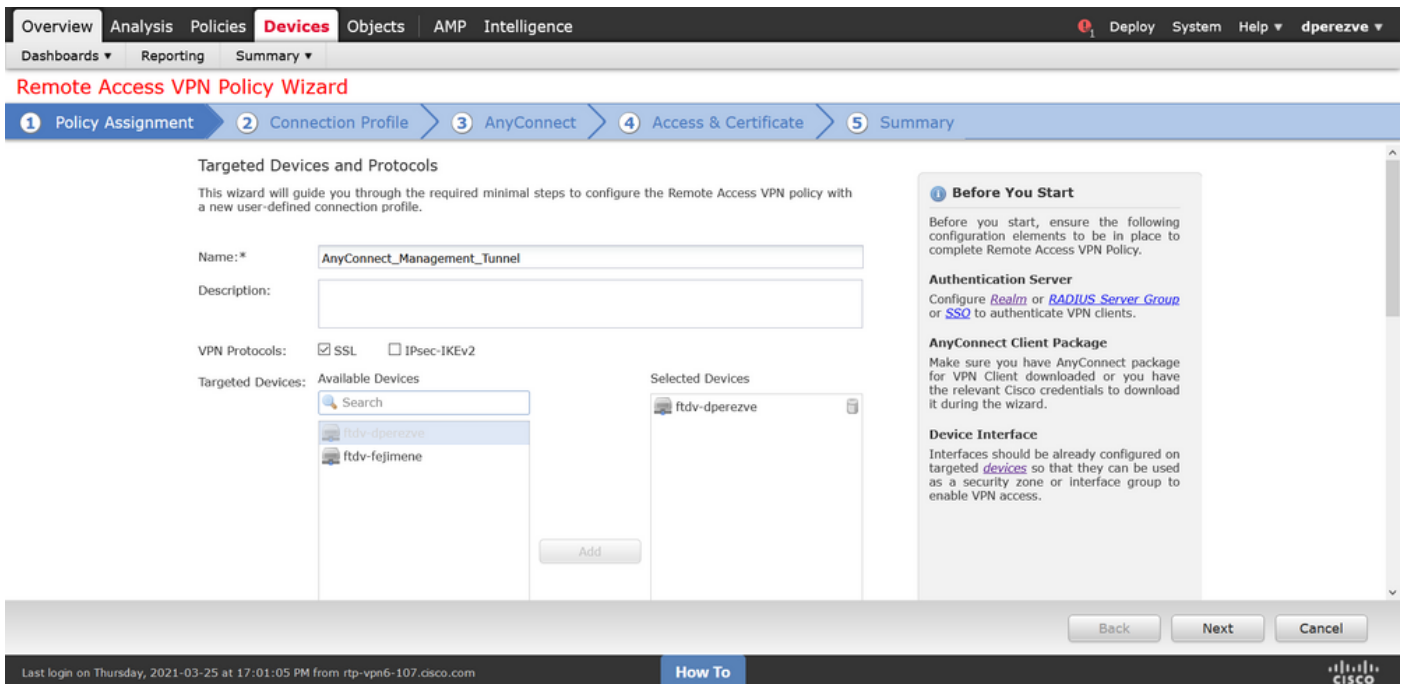 Overview Analysis Policies Devices Objects AMP Intelligence 1 Deploy System Help dperezve
Dashboards Reporting Summary
Remote Access VPN Policy Wizard
1 Policy Assignment 2 Connection Profile 3 AnyConnect 4 Access & Certificate 5 Summary
Targeted Devices and Protocols
This wizard will guide you through the required minimal steps to configure the Remote Access VPN policy with
a new user-defined connection profile.
Name:* AnyConnect_Management_Tunnel
Description:
VPN Protocols: SSL IPsec-IKEv2
Targeted Devices: Available Devices Selected Devices
Search
ftdv-dperezve
ftdv-dperezve
ftdv-fejimene
Add
Before You Start
Before you start, ensure the following
configuration elements to be in place to
complete Remote Access VPN Policy.
Authentication Server
Configure Realm or RADIUS Server Group
or SSO to authenticate VPN clients.
AnyConnect Client Package
Make sure you have AnyConnect package
for VPN Client downloaded or you have
the relevant Cisco credentials to download
it during the wizard.
Device Interface
Interfaces should be already configured on
targeted devices so that they can be used
as a security zone or interface group to
enable VPN access.
Back Next Cancel
Last login on Thursday, 2021-03-25 at 17:01:05 PM from rtp-vpn6-107.cisco.com How To CISCO